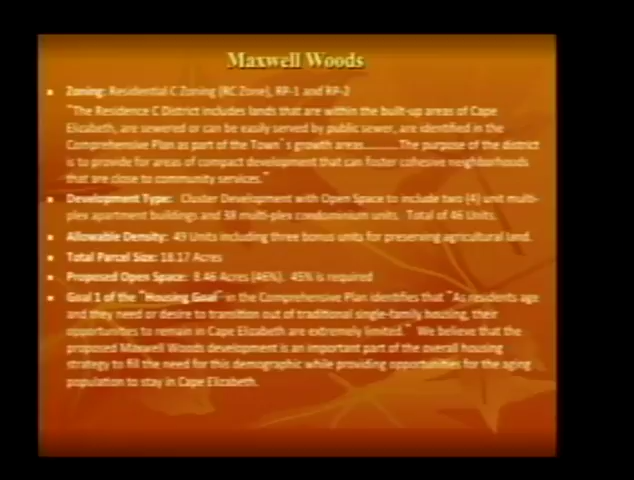 Maxwell Woods
Zoning: Residential C Zoning (RC Zone), RP-1 and RP-2
"The Residence C District includes lands that are within the built-up areas of Cape
Elizabeth, are sewered or can be easily served by public sewer, are identified in the
Comprehensive Plan as part of the Town's growth areas..........The purpose of the district
is to provide for areas of compact development that can foster cohesive neighborhoods
that are close to community services."
Development Type: Cluster Development with Open Space to include two (4) unit multi-
plex apartment buildings and 38 multi-plex condominium units. Total of 46 Units.
Allowable Density: 49 Units including three bonus units for preserving agricultural land.
Total Parcel Size: 18.17 Acres
Proposed Open Space: 8.46 Acres (46%). 45% is required
Goal 1 of the "Housing Goal" in the Comprehensive Plan identifies that "As residents age
and they need or desire to transition out of traditional single-family housing, their
opportunities to remain in Cape Elizabeth are extremely limited." We believe that the
proposed Maxwell Woods development is an important part of the overall housing
strategy to fill the need for this demographic while providing opportunities for the aging
population to stay in Cape Elizabeth.